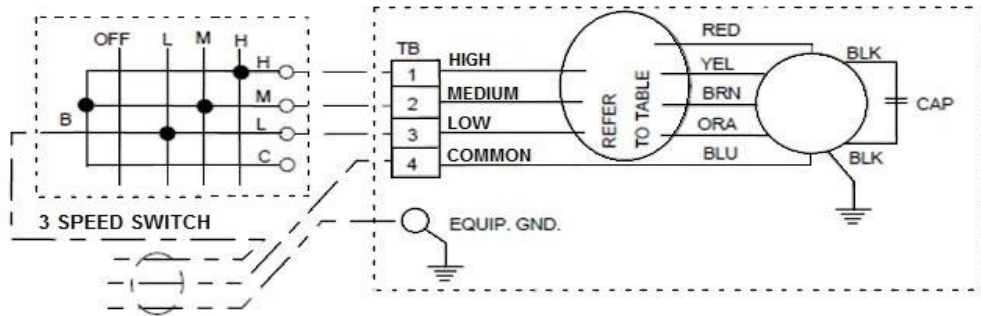 OFF L M H
H
M
B
L
C
3 SPEED SWITCH
TB
1 HIGH
2 MEDIUM
3 LOW
4 COMMON
EQUIP. GND.
REFER
TO TABLE
RED
YEL
BRN
ORA
BLU
BLK
CAP
BLK